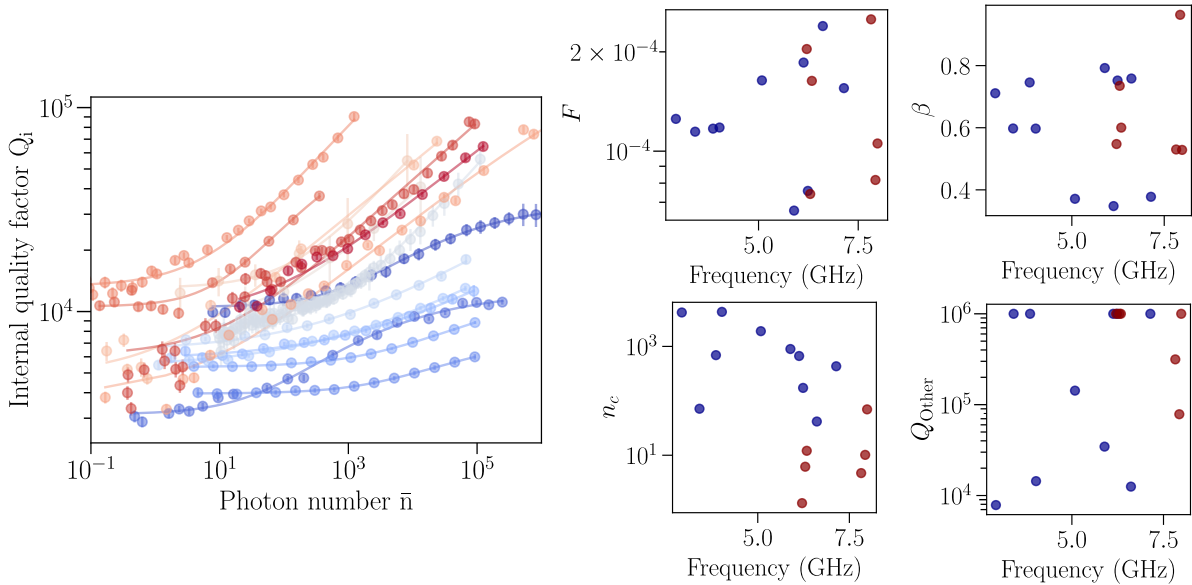 Internal quality factor Q_i
10^5
10^4
10^{-1}
10^1
10^3
10^5
Photon number n̄
F
2 × 10^{-4}
10^{-4}
5.0
7.5
Frequency (GHz)
β
0.8
0.6
0.4
5.0
7.5
Frequency (GHz)
n_c
10^3
10^1
5.0
7.5
Frequency (GHz)
Q_Other
10^6
10^5
10^4
5.0
7.5
Frequency (GHz)